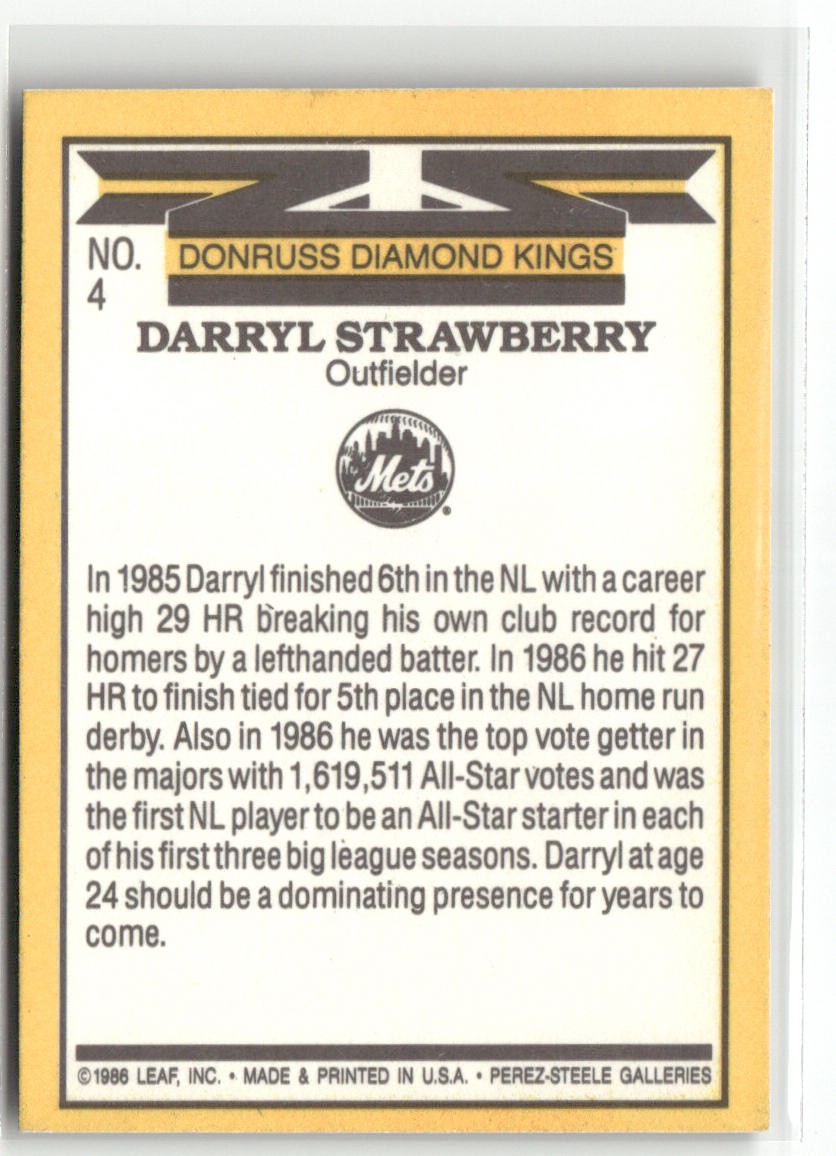 NO.
4
DONRUSS DIAMOND KINGS
DARRYL STRAWBERRY
Outfielder
Mets
®
In 1985 Darryl finished 6th in the NL with a career
high 29 HR breaking his own club record for
homers by a lefthanded batter. In 1986 he hit 27
HR to finish tied for 5th place in the NL home run
derby. Also in 1986 he was the top vote getter in
the majors with 1,619,511 All-Star votes and was
the first NL player to be an All-Star starter in each
of his first three big league seasons. Darryl at age
24 should be a dominating presence for years to
come.
©1986 LEAF, INC. • MADE & PRINTED IN U.S.A. • PEREZ-STEELE GALLERIES